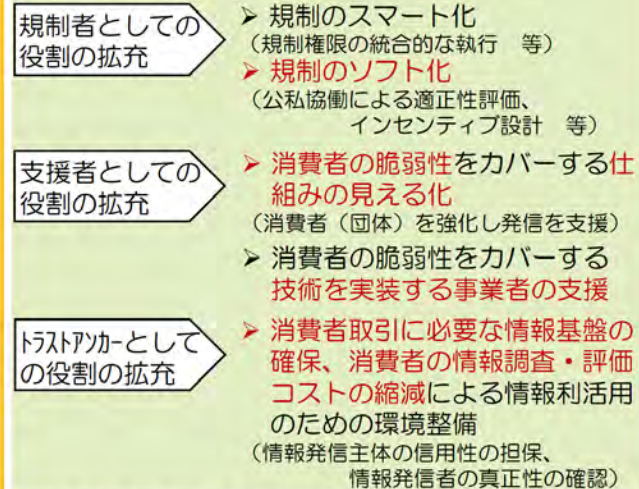 規制者としての
役割の拡充
➢ 規制のスマート化
(規制権限の統合的な執行　等)
➢ 規制のソフト化
(公私協働による適正性評価、
インセンティブ設計　等)
支援者としての
役割の拡充
➢ 消費者の脆弱性をカバーする仕
組みの見える化
(消費者(団体)を強化し発信を支援)
➢ 消費者の脆弱性をカバーする
技術を実装する事業者の支援
トラストアンカーとして
の役割の拡充
➢ 消費者取引に必要な情報基盤の
確保、消費者の情報調査・評価
コストの縮減による情報利活用
のための環境整備
(情報発信主体の信用性の担保、
情報発信者の真正性の確認)